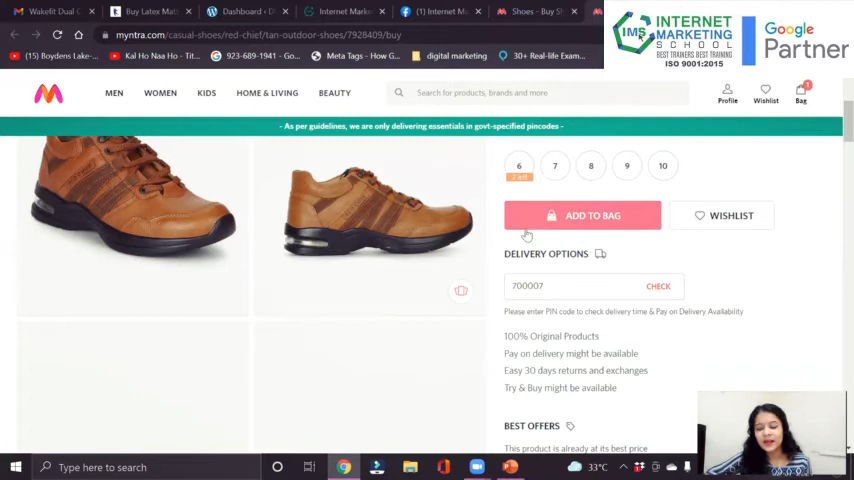 Wakefit Dual C
Buy Latex Mat
Dashboard ‹ D
Internet Mark
(1) Internet M
Shoes - Buy Sh
myntra.com/casual-shoes/red-chief/tan-outdoor-shoes/7928409/buy
(15) Boydens Lake-...
Kal Ho Naa Ho - Tit...
923-689-1941 - Go...
Meta Tags - How G...
digital marketing
30+ Real-life Exam...
IMS
INTERNET
MARKETING
SCHOOL
BEST TRAINERS BEST TRAINING
ISO 9001:2015
Google
Partner
MEN
WOMEN
KIDS
HOME & LIVING
BEAUTY
Search for products, brands and more
Profile
Wishlist
1
Bag
- As per guidelines, we are only delivering essentials in govt-specified pincodes -
6
7
8
9
10
2 left
ADD TO BAG
WISHLIST
DELIVERY OPTIONS
700007
CHECK
Please enter PIN code to check delivery time & Pay on Delivery Availability
100% Original Products
Pay on delivery might be available
Easy 30 days returns and exchanges
Try & Buy might be available
BEST OFFERS
This product is already at its best price
Type here to search
33°C